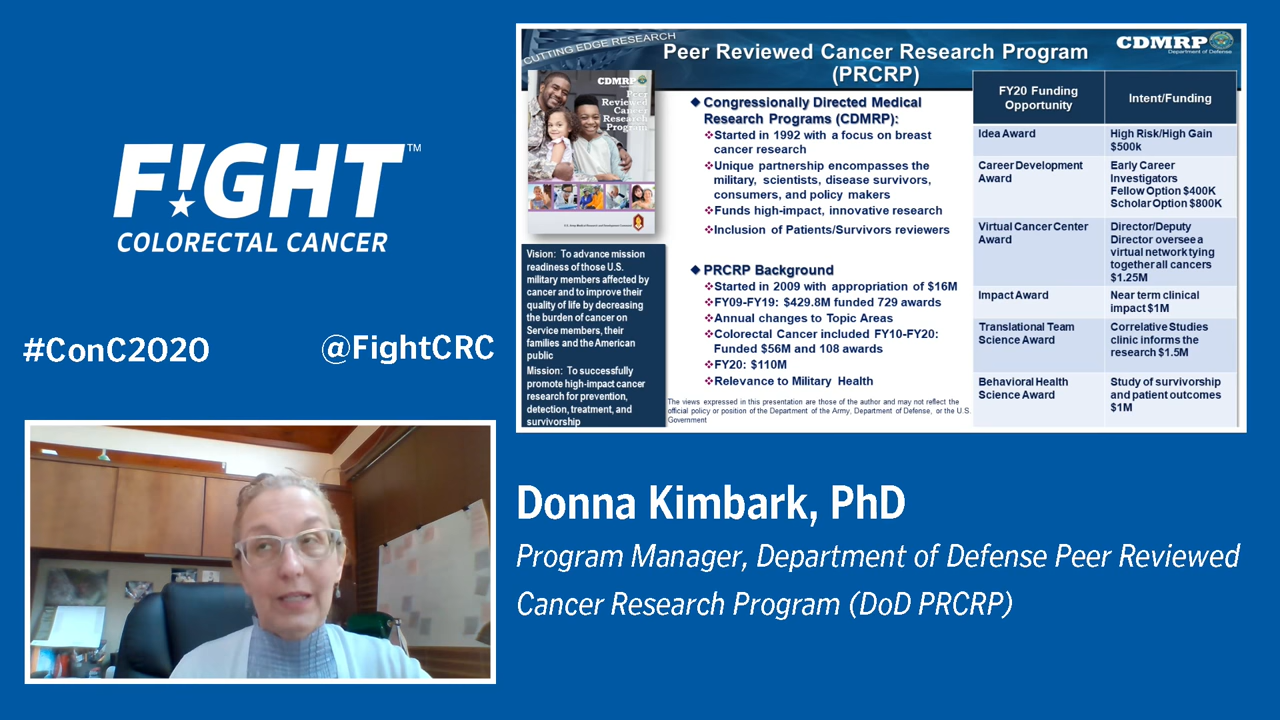 F!GHT™
COLORECTAL CANCER
#ConC2020
@FightCRC
CUTTING EDGE RESEARCH
Peer Reviewed Cancer Research Program
(PRCRP)
CDMRP
Department of Defense
CDMRP
Peer
Reviewed
Cancer
Research
Program
U.S. Army Medical Research and Development Command
Vision: To advance mission
readiness of those U.S.
military members affected by
cancer and to improve their
quality of life by decreasing
the burden of cancer on
Service members, their
families and the American
public
Mission: To successfully
promote high-impact cancer
research for prevention,
detection, treatment, and
survivorship
◆ Congressionally Directed Medical
Research Programs (CDMRP):
❖Started in 1992 with a focus on breast
cancer research
❖Unique partnership encompasses the
military, scientists, disease survivors,
consumers, and policy makers
❖Funds high-impact, innovative research
❖Inclusion of Patients/Survivors reviewers
◆ PRCRP Background
❖Started in 2009 with appropriation of $16M
❖FY09-FY19: $429.8M funded 729 awards
❖Annual changes to Topic Areas
❖Colorectal Cancer included FY10-FY20:
Funded $56M and 108 awards
❖FY20: $110M
❖Relevance to Military Health
The views expressed in this presentation are those of the author and may not reflect the
official policy or position of the Department of the Army, Department of Defense, or the U.S.
Government
FY20 Funding
Opportunity
Intent/Funding
Idea Award
High Risk/High Gain
$500k
Career Development
Award
Early Career
Investigators
Fellow Option $400K
Scholar Option $800K
Virtual Cancer Center
Award
Director/Deputy
Director oversee a
virtual network tying
together all cancers
$1.25M
Impact Award
Near term clinical
impact $1M
Translational Team
Science Award
Correlative Studies
clinic informs the
research $1.5M
Behavioral Health
Science Award
Study of survivorship
and patient outcomes
$1M
Donna Kimbark, PhD
Program Manager, Department of Defense Peer Reviewed
Cancer Research Program (DoD PRCRP)